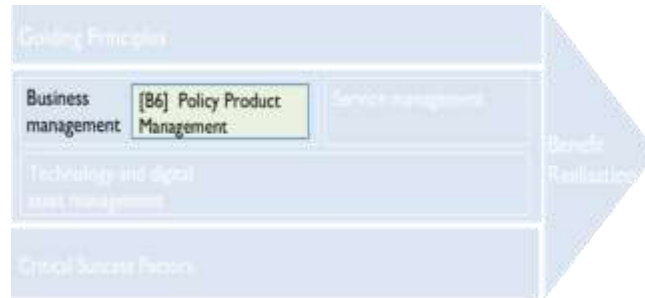 Guiding Principles
Business
management
[B6] Policy Product
Management
Service management
Technology and digital
asset management
Benefit
Realisation
Critical Success Factors